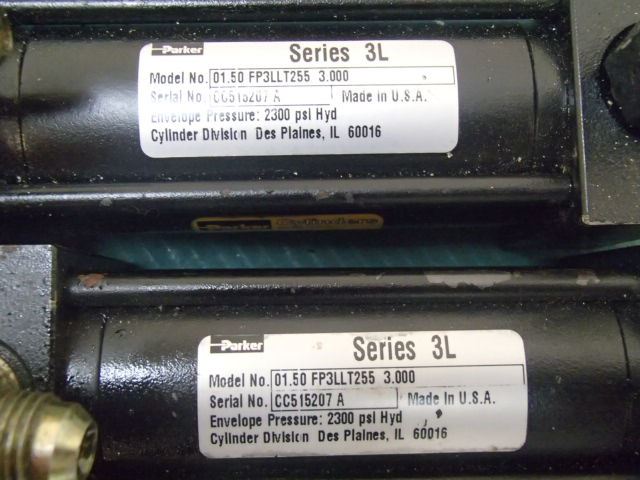 Parker Series 3L
Model No. 01.50 FP3LLT255 3.000
Serial No. CC515207 A Made in U.S.A.
Envelope Pressure: 2300 psi Hyd
Cylinder Division Des Plaines, IL 60016
Parker Cylinders
Parker Series 3L
Model No. 01.50 FP3LLT255 3.000
Serial No. CC515207 A Made in U.S.A.
Envelope Pressure: 2300 psi Hyd
Cylinder Division Des Plaines, IL 60016